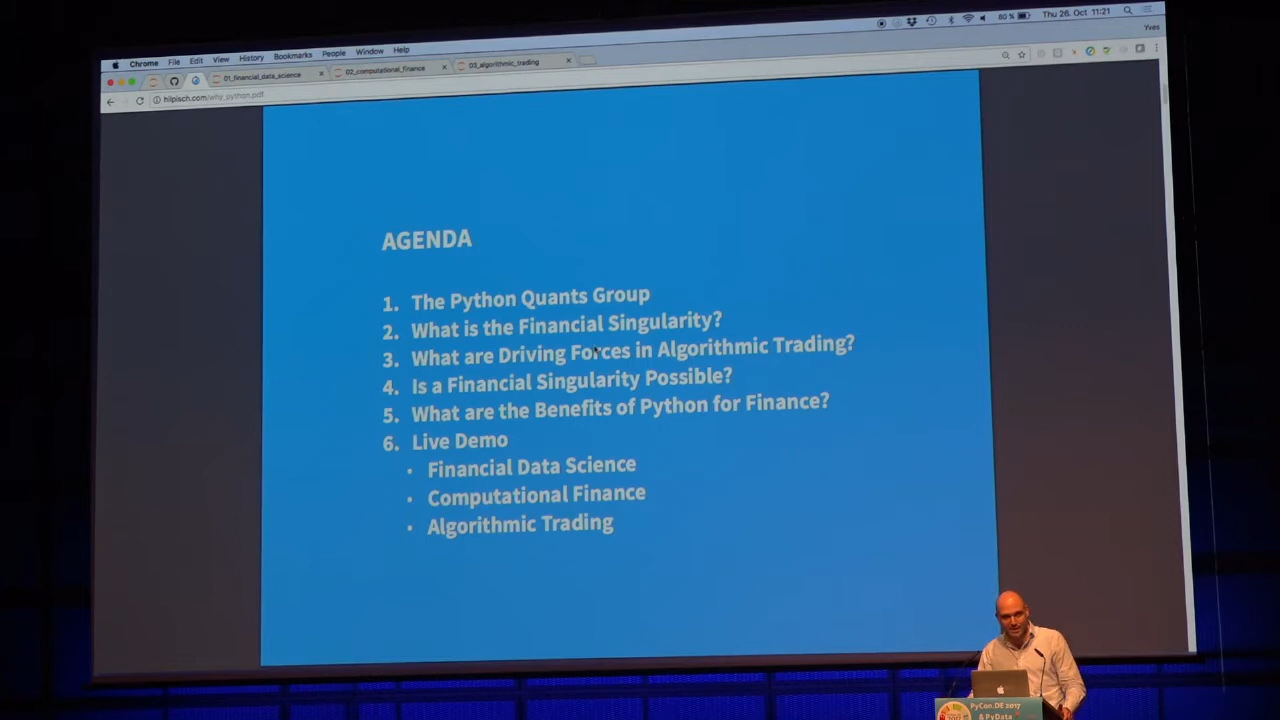 Chrome File Edit View History Bookmarks People Window Help
80 % Thu 26. Oct 11:21
Yves
01_financial_data_science 02_computational_finance 03_algorithmic_trading
hilpisch.com/why_python.pdf
AGENDA
1. The Python Quants Group
2. What is the Financial Singularity?
3. What are Driving Forces in Algorithmic Trading?
4. Is a Financial Singularity Possible?
5. What are the Benefits of Python for Finance?
6. Live Demo
• Financial Data Science
• Computational Finance
• Algorithmic Trading
PyCon.DE 2017
& PyData